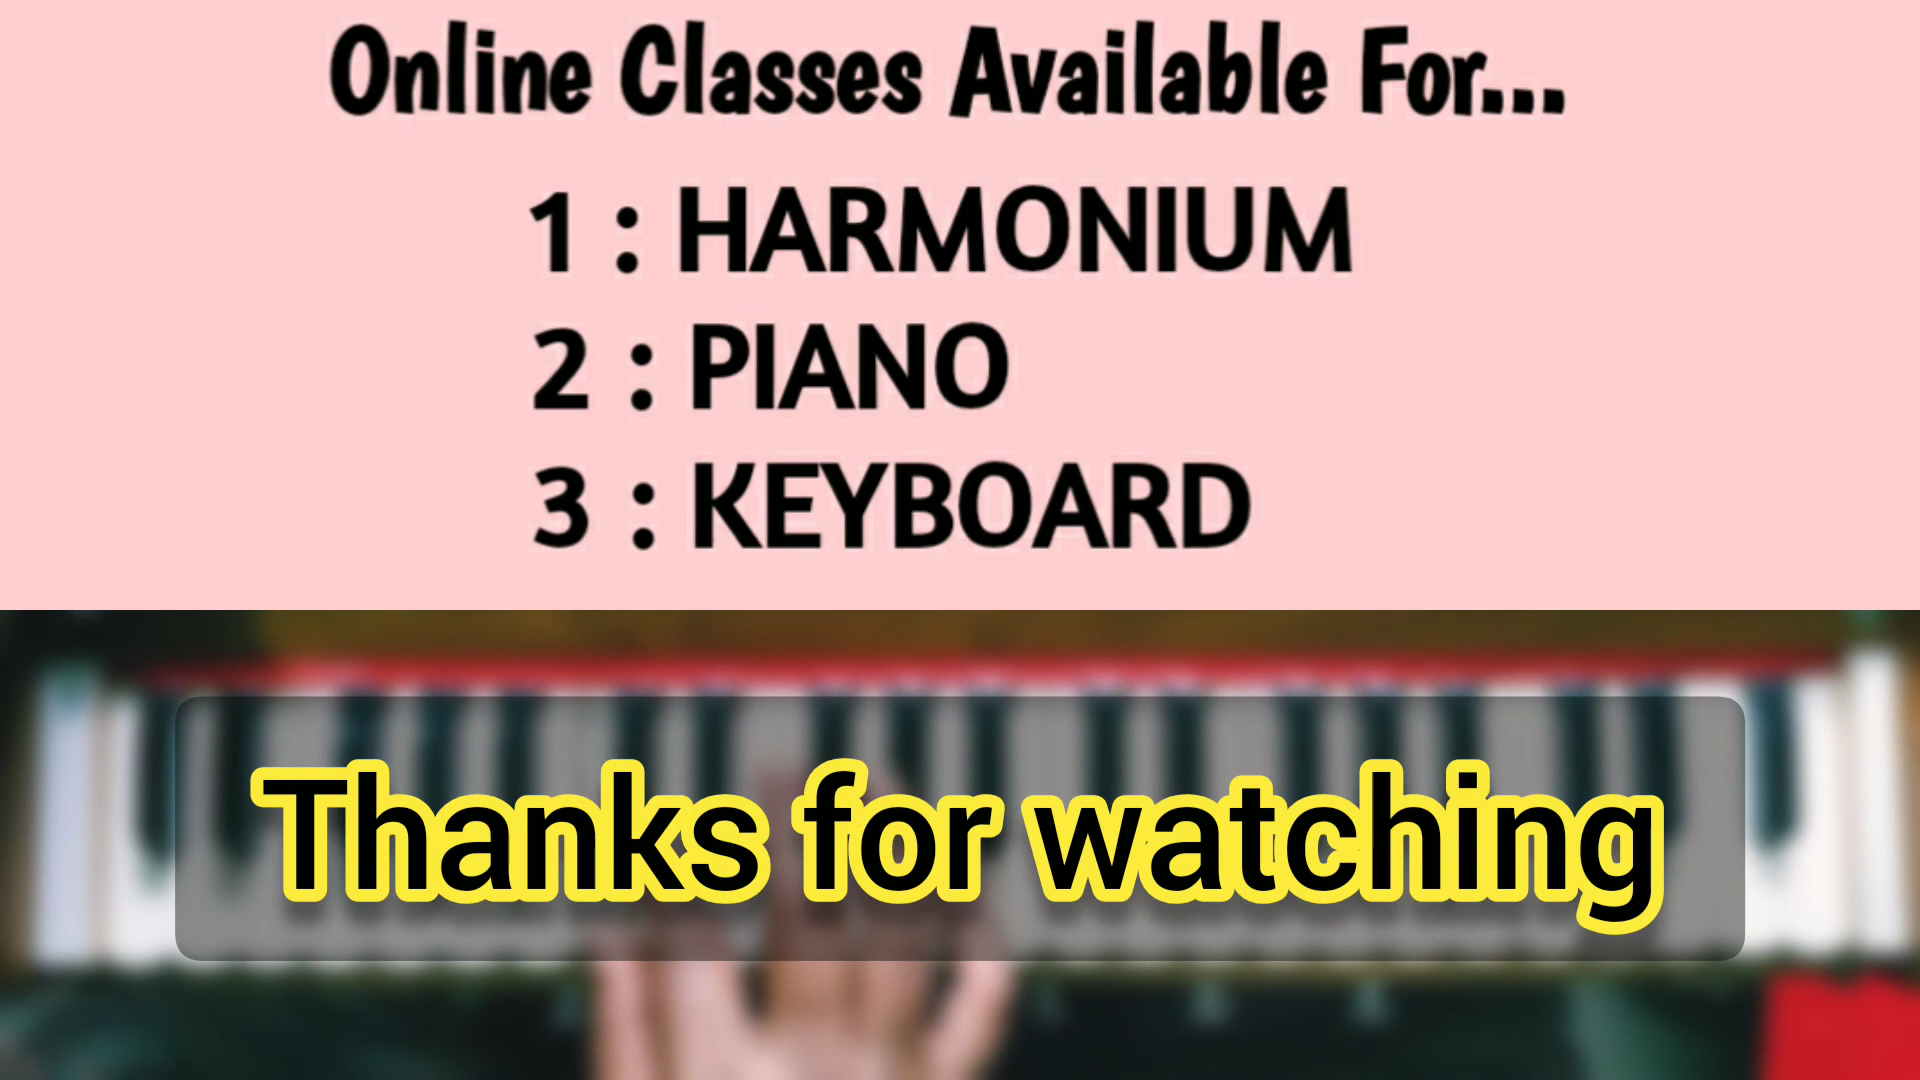 Online Classes Available For...
1 : HARMONIUM
2 : PIANO
3 : KEYBOARD
Thanks for watching